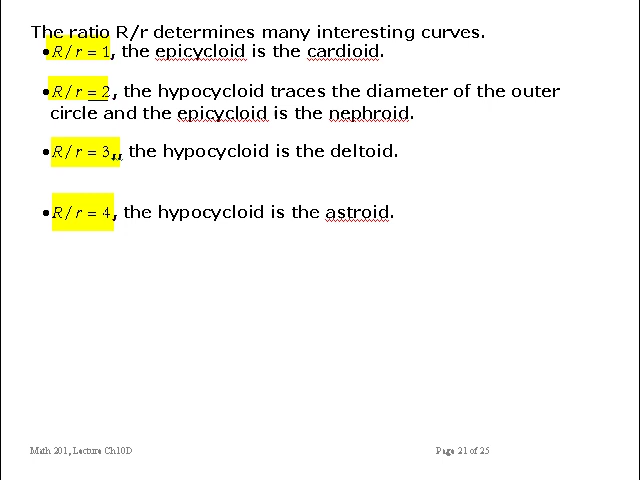 The ratio R/r determines many interesting curves.
•R/r = 1, the epicycloid is the cardioid.
•R/r = 2, the hypocycloid traces the diameter of the outer
circle and the epicycloid is the nephroid.
•R/r = 3,, the hypocycloid is the deltoid.
•R/r = 4, the hypocycloid is the astroid.
Math 201, Lecture Ch10D Page 21 of 25